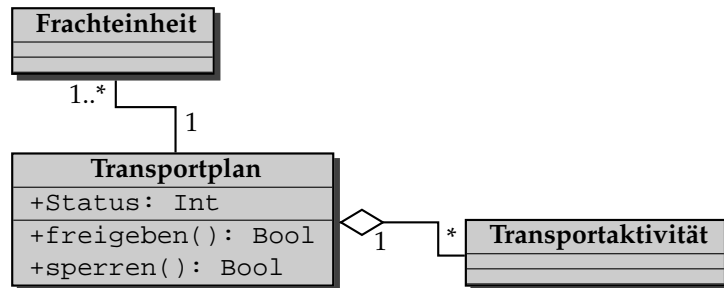 Frachteinheit
1..*
1
Transportplan
+Status: Int
+freigeben(): Bool
+sperren(): Bool
1
*
Transportaktivität